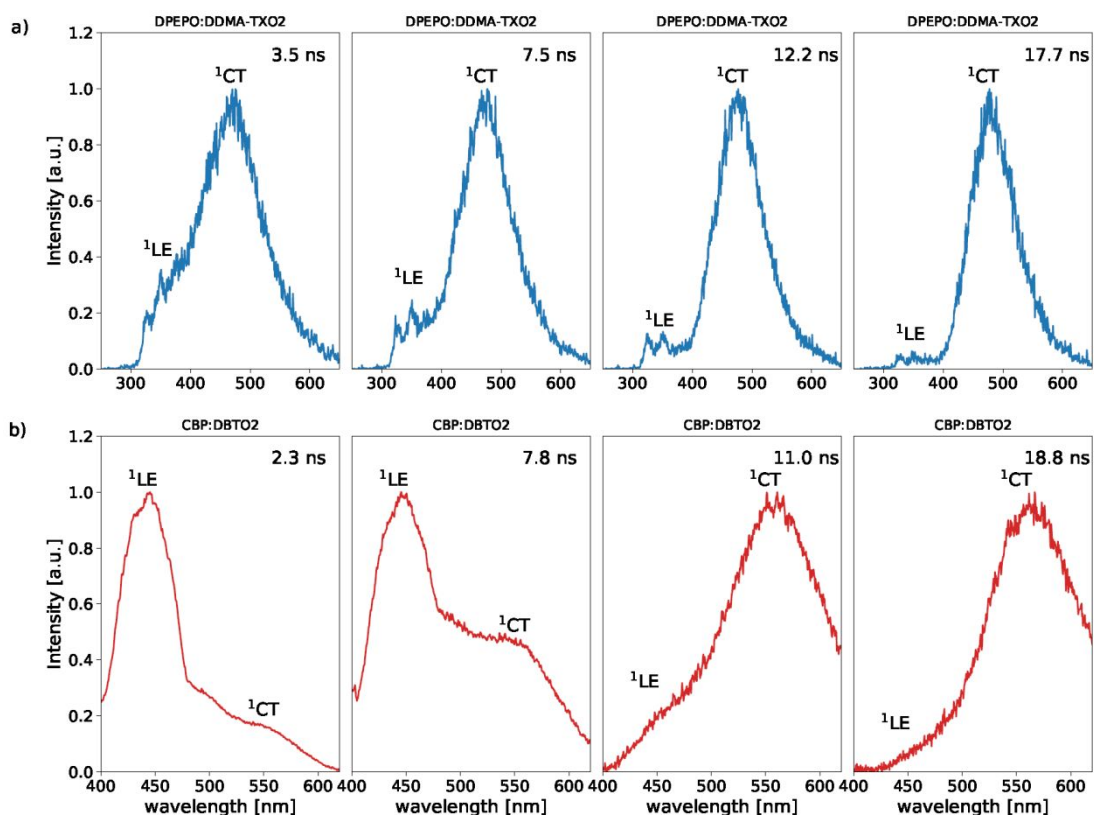 a)
DPEPO:DDMA-TXO2
DPEPO:DDMA-TXO2
DPEPO:DDMA-TXO2
DPEPO:DDMA-TXO2
3.5 ns
7.5 ns
12.2 ns
17.7 ns
¹CT
¹CT
¹CT
¹CT
¹LE
¹LE
¹LE
¹LE
Intensity [a.u.]
1.2
1.0
0.8
0.6
0.4
0.2
0.0
300 400 500 600
300 400 500 600
300 400 500 600
300 400 500 600
b)
CBP:DBTO2
CBP:DBTO2
CBP:DBTO2
CBP:DBTO2
2.3 ns
7.8 ns
11.0 ns
18.8 ns
¹LE
¹LE
¹CT
¹CT
¹CT
¹CT
¹LE
¹LE
Intensity [a.u.]
1.2
1.0
0.8
0.6
0.4
0.2
0.0
400 450 500 550 600
400 450 500 550 600
400 450 500 550 600
400 450 500 550 600
wavelength [nm]
wavelength [nm]
wavelength [nm]
wavelength [nm]